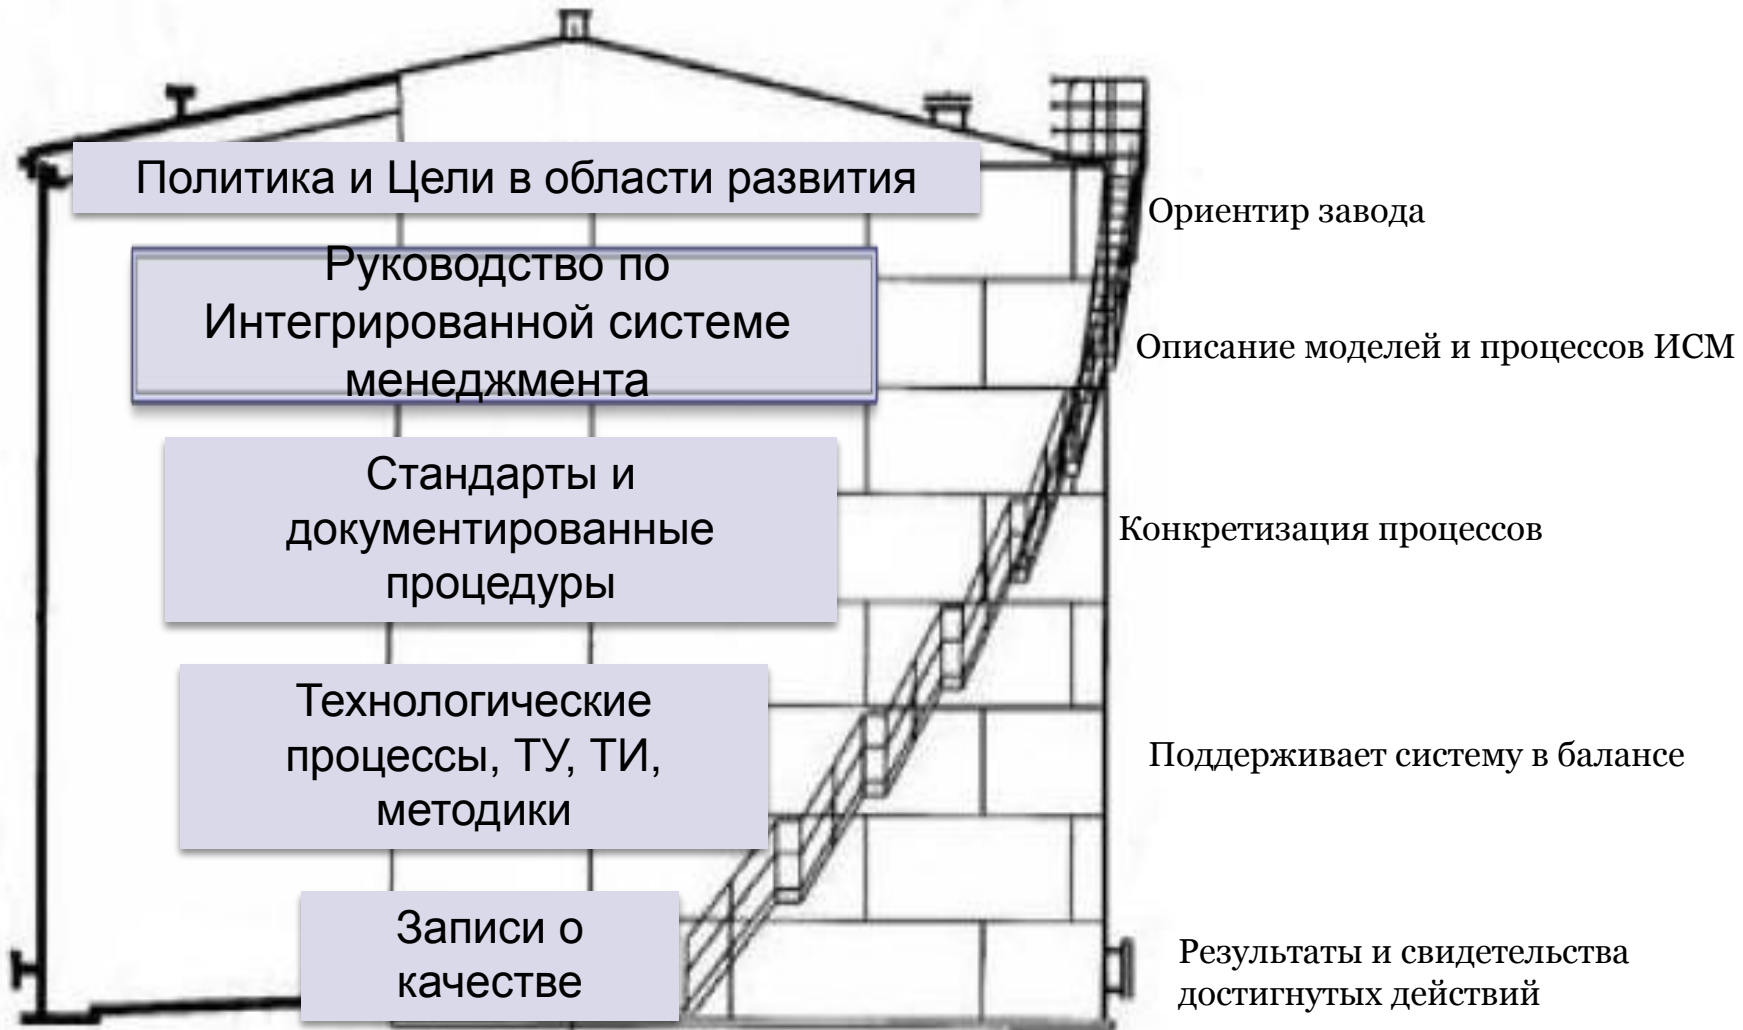 Политика и Цели в области развития
Ориентир завода
Руководство по
Интегрированной системе
менеджмента
Описание моделей и процессов ИСМ
Стандарты и
документированные
процедуры
Конкретизация процессов
Технологические
процессы, ТУ, ТИ,
методики
Поддерживает систему в балансе
Записи о
качестве
Результаты и свидетельства
достигнутых действий